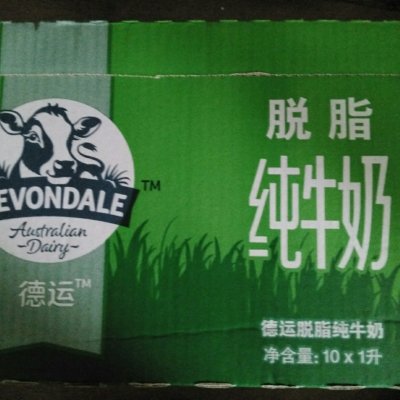 EVONDALE
TM
Australian
-Dairy-
德运TM
脱脂
纯牛奶
德运脱脂纯牛奶
净含量:10 x 1升